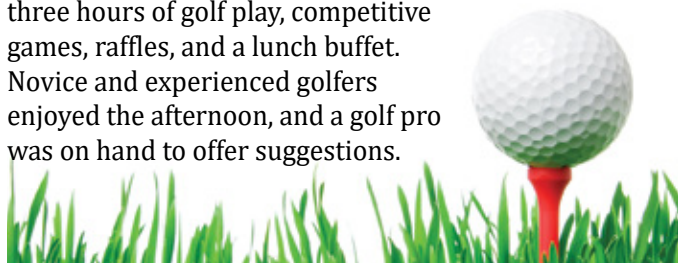 three hours of golf play, competitive
games, raffles, and a lunch buffet.
Novice and experienced golfers
enjoyed the afternoon, and a golf pro
was on hand to offer suggestions.